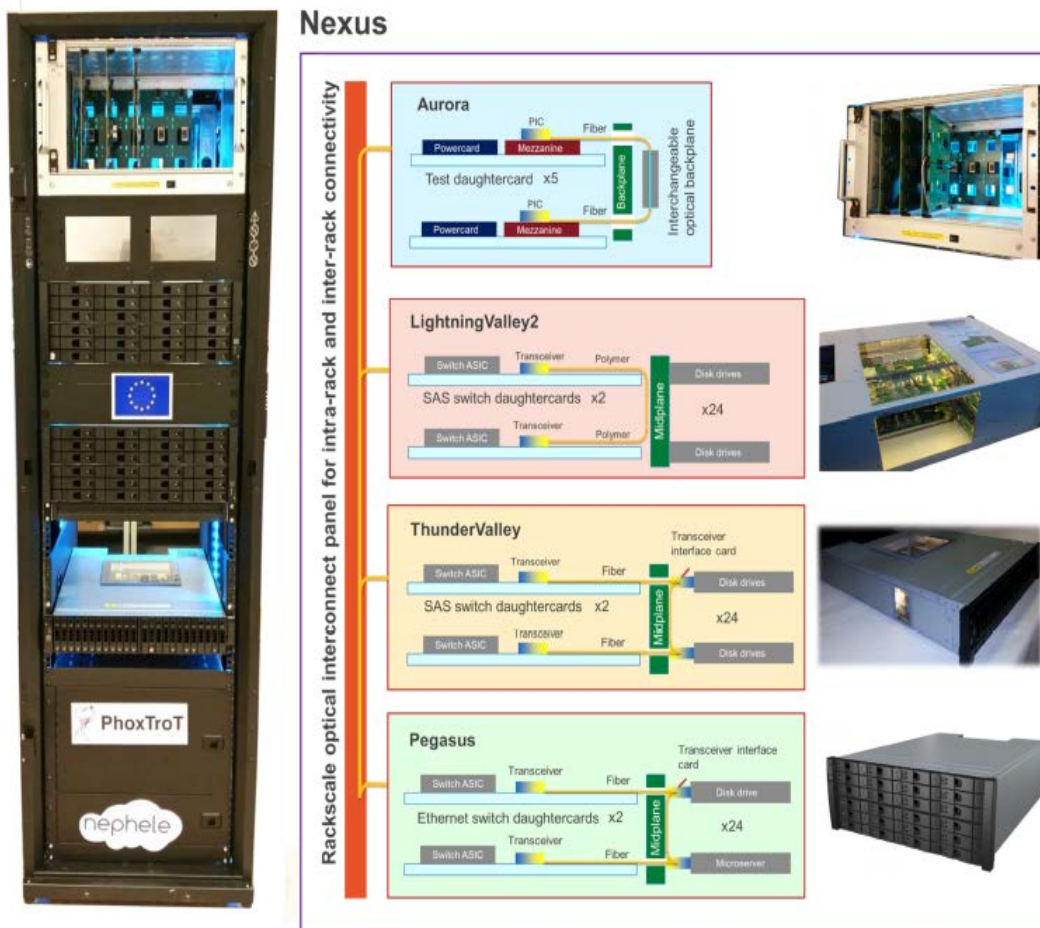 Nexus
Rackscale optical interconnect panel for intra-rack and inter-rack connectivity
Aurora
PIC
Fiber
Powercard
Mezzanine
Test daughtercard x5
PIC
Fiber
Powercard
Mezzanine
Backplane
Interchangeable
optical backplane
LightningValley2
Switch ASIC
Transceiver
Polymer
Disk drives
SAS switch daughtercards x2
x24
Switch ASIC
Transceiver
Polymer
Disk drives
Midplane
ThunderValley
Transceiver
interface card
Switch ASIC
Transceiver
Fiber
Disk drives
SAS switch daughtercards x2
x24
Switch ASIC
Transceiver
Fiber
Disk drives
Midplane
Pegasus
Transceiver interface
card
Switch ASIC
Transceiver
Fiber
Disk drive
Ethernet switch daughtercards x2
x24
Switch ASIC
Transceiver
Fiber
Microserver
Midplane
PhoxTroT
nephele